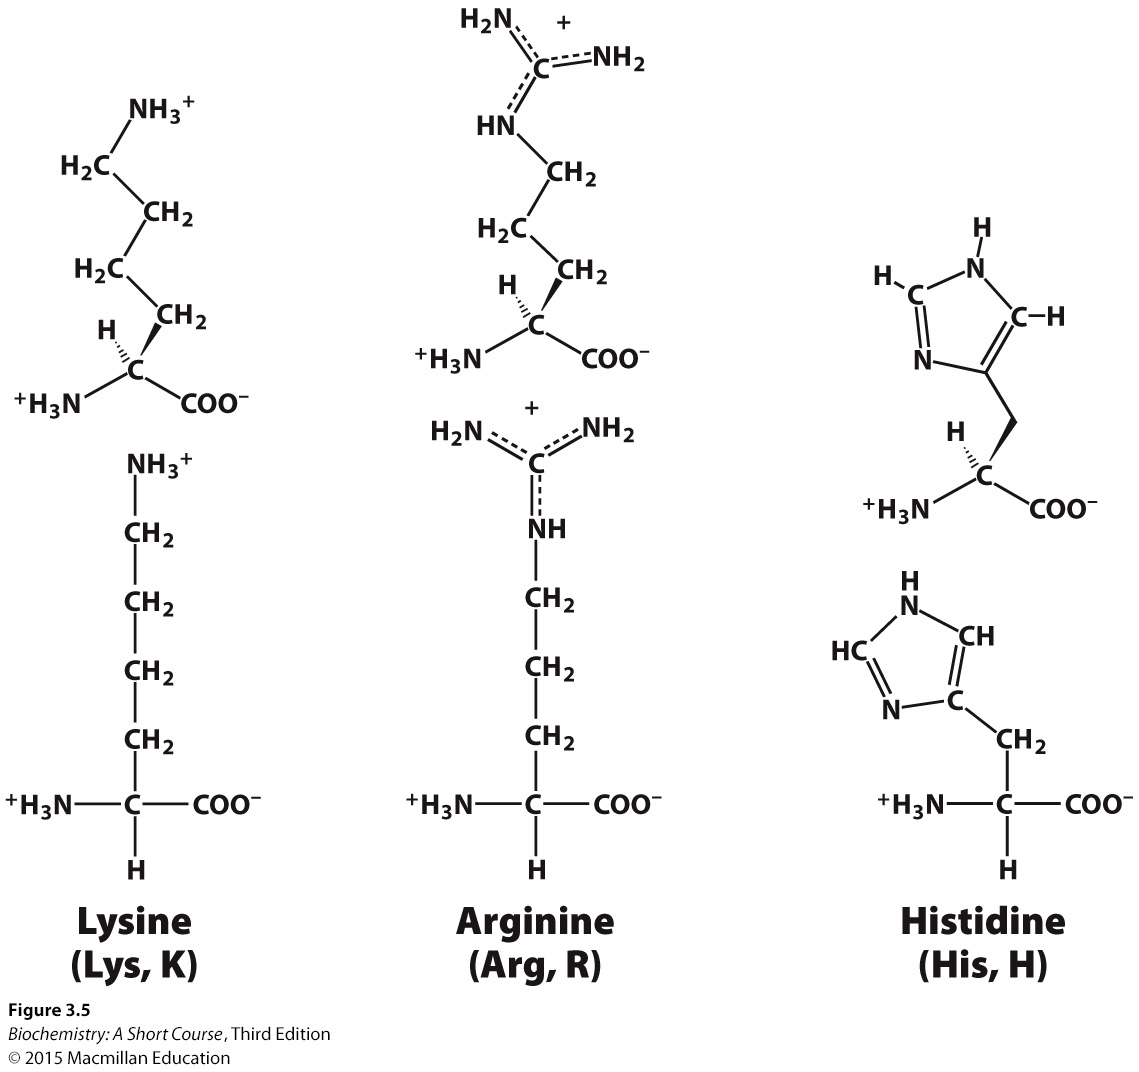 NH3+
H2C
CH2
H2C
CH2
H
C
+H3N
COO−
H2N
+
NH2
C
HN
CH2
H2C
CH2
H
C
+H3N
COO−
H
N
H
C
C−H
N
H
C
+H3N
COO−
NH3+
CH2
CH2
CH2
CH2
+H3N
C
COO−
H
+
H2N
NH2
C
NH
CH2
CH2
CH2
+H3N
C
COO−
H
H
N
HC
CH
N
C
CH2
+H3N
C
COO−
H
Lysine
(Lys, K)
Arginine
(Arg, R)
Histidine
(His, H)
Figure 3.5
Biochemistry: A Short Course, Third Edition
© 2015 Macmillan Education